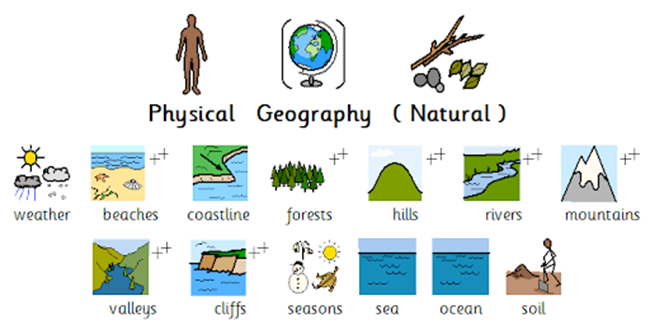 Physical Geography ( Natural )
weather beaches coastline forests hills rivers mountains
valleys cliffs seasons sea ocean soil